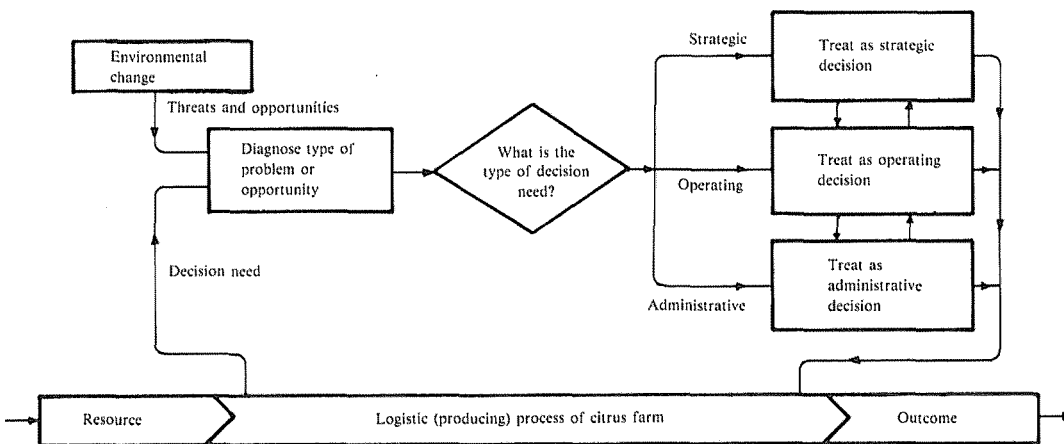 Environmental
change
Threats and opportunities
Diagnose type of
problem or
opportunity
Decision need
What is the
type of decision
need?
Strategic
Operating
Administrative
Treat as strategic
decision
Treat as operating
decision
Treat as
administrative
decision
Resource
Logistic (producing) process of citrus farm
Outcome